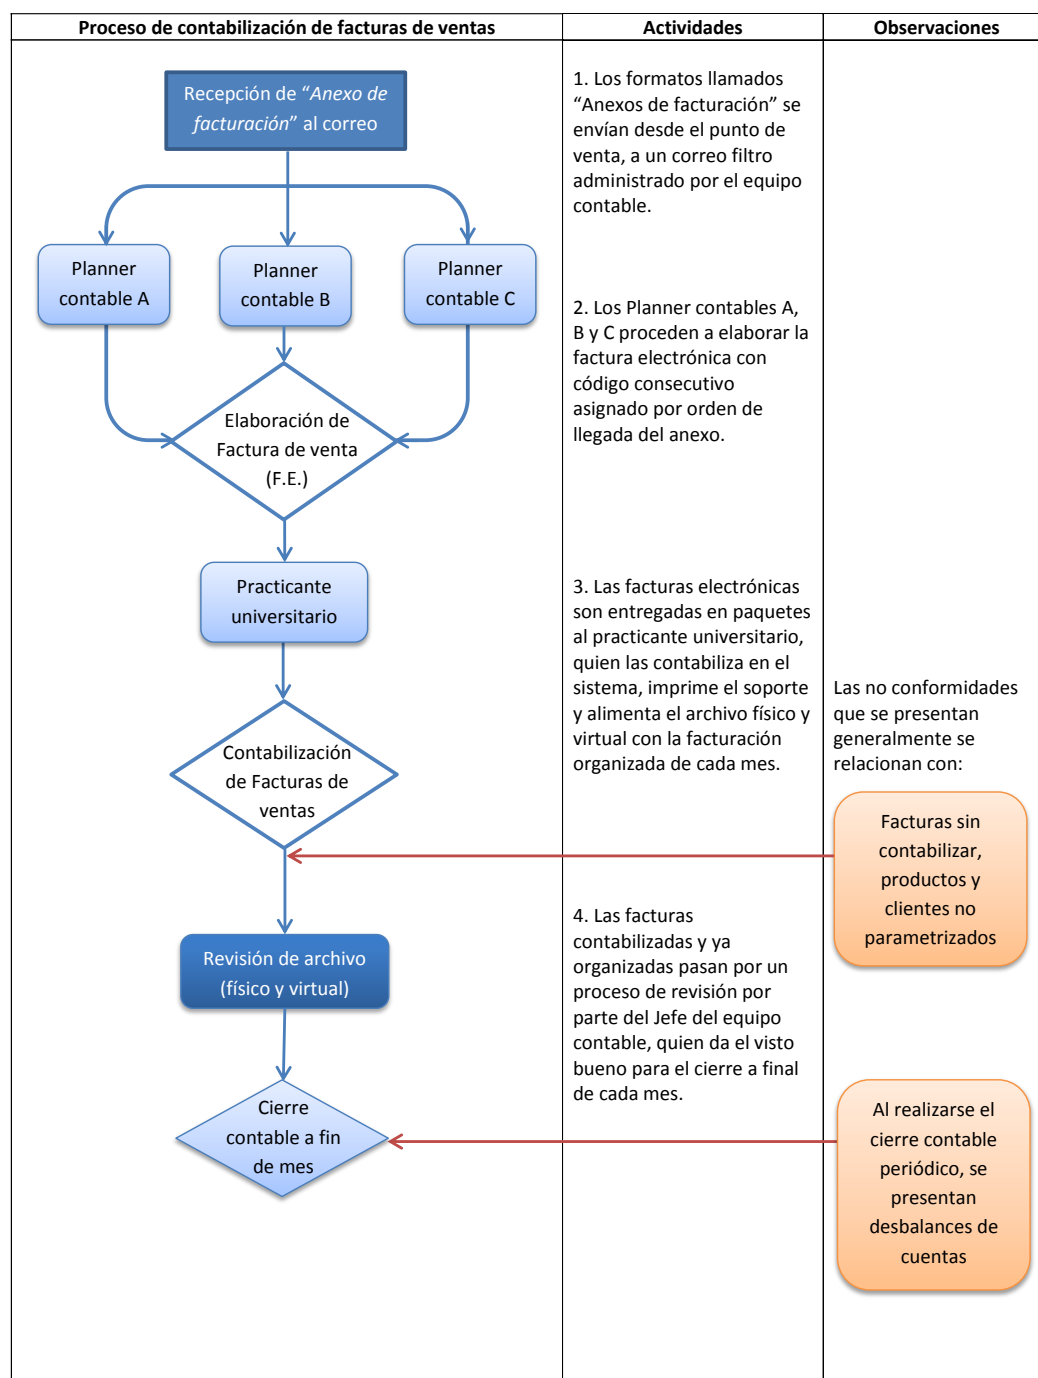 Proceso de contabilización de facturas de ventas
Actividades
Observaciones
Recepción de “Anexo de
facturación” al correo
Planner
contable A
Planner
contable B
Planner
contable C
Elaboración de
Factura de venta
(F.E.)
Practicante
universitario
Contabilización
de Facturas de
ventas
Revisión de archivo
(físico y virtual)
Cierre
contable a fin
de mes
1. Los formatos llamados
“Anexos de facturación” se
envían desde el punto de
venta, a un correo filtro
administrado por el equipo
contable.
2. Los Planner contables A,
B y C proceden a elaborar la
factura electrónica con
código consecutivo
asignado por orden de
llegada del anexo.
3. Las facturas electrónicas
son entregadas en paquetes
al practicante universitario,
quien las contabiliza en el
sistema, imprime el soporte
y alimenta el archivo físico y
virtual con la facturación
organizada de cada mes.
4. Las facturas
contabilizadas y ya
organizadas pasan por un
proceso de revisión por
parte del Jefe del equipo
contable, quien da el visto
bueno para el cierre a final
de cada mes.
Las no conformidades
que se presentan
generalmente se
relacionan con:
Facturas sin
contabilizar,
productos y
clientes no
parametrizados
Al realizarse el
cierre contable
periódico, se
presentan
desbalances de
cuentas